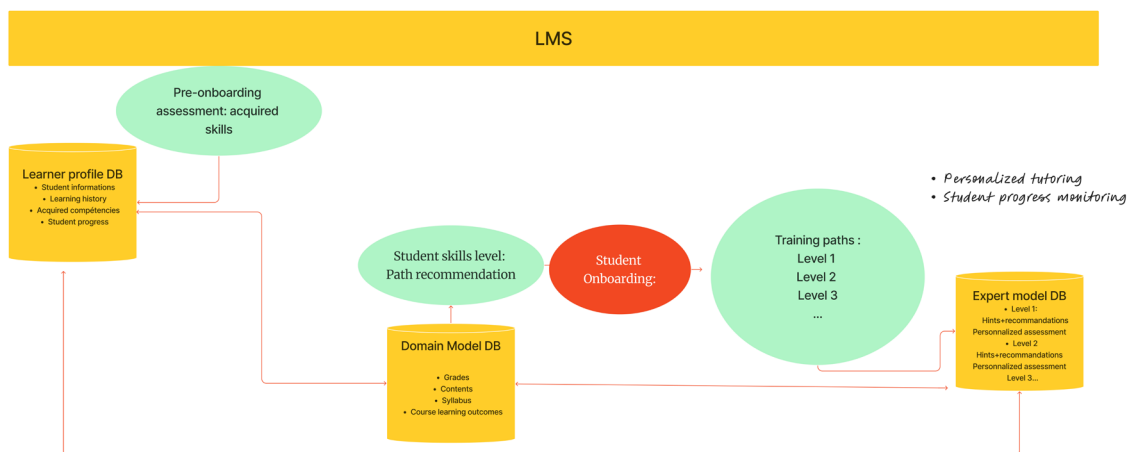 LMS
Pre-onboarding
assessment: acquired
skills
Learner profile DB
• Student informations
• Learning history
• Acquired compétencies
• Student progress
• Personalized tutoring
• Student progress monitoring
Student skills level:
Path recommendation
Student
Onboarding:
Training paths :
Level 1
Level 2
Level 3
...
Expert model DB
• Level 1:
Hints+recommandations
Personnalized assessment
• Level 2
Hints+recommandations
Personnalized assessment
Level 3...
Domain Model DB
• Grades
• Contents
• Syllabus
• Course learning outcomes